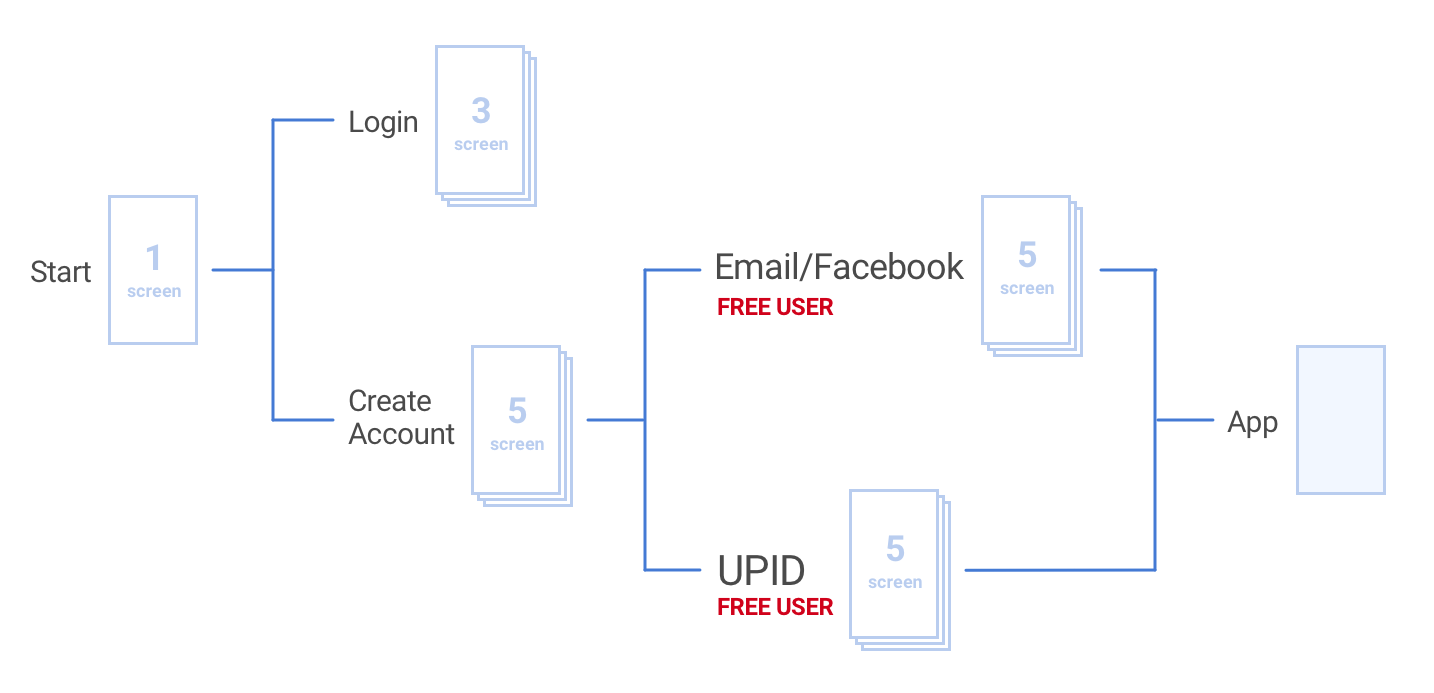 Start
1
screen
Login
3
screen
Create
Account
5
screen
Email/Facebook
FREE USER
5
screen
UPID
FREE USER
5
screen
App